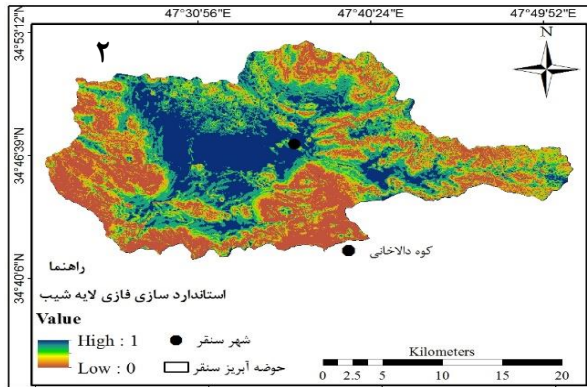 47°30'56"E 47°40'24"E 47°49'52"E
34°53'12"N
34°46'39"N
34°40'6"N
۲
N
کوه دالاخانی
راهنما
استاندارد سازی فازی لایه شیب
Value
High : 1
Low : 0
شهر سنقر
حوضه آبریز سنقر
Kilometers
0 2.5 5 10 15 20